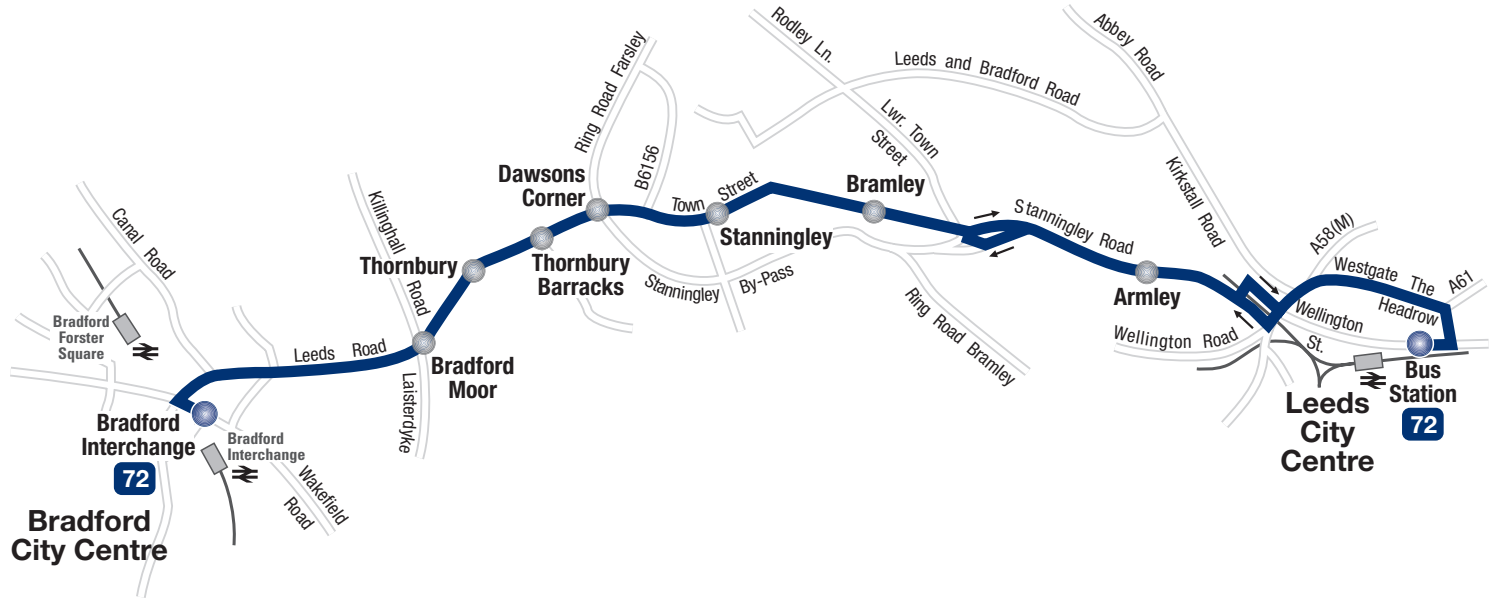 Rodley Ln.
Abbey Road
Ring Road Farsley
Leeds and Bradford Road
Lwr. Town
Street
Dawsons
Corner
B6156
Town Street
Bramley
Kirkstall Road
Canal Road
Killinghall
Road
Stanningley
Stanningley Road
A58(M)
Thornbury
Thornbury
Barracks
Stanningley By-Pass
Armley
Westgate The
Headrow
A61
Ring Road Bramley
Wellington Road
Wellington
St.
Bradford
Forster
Square
Leeds Road
Bradford
Moor
Laisterdyke
Bus
Station
72
Leeds
City
Centre
Bradford
Interchange
72
Bradford
Interchange
Wakefield
Road
Bradford
City Centre